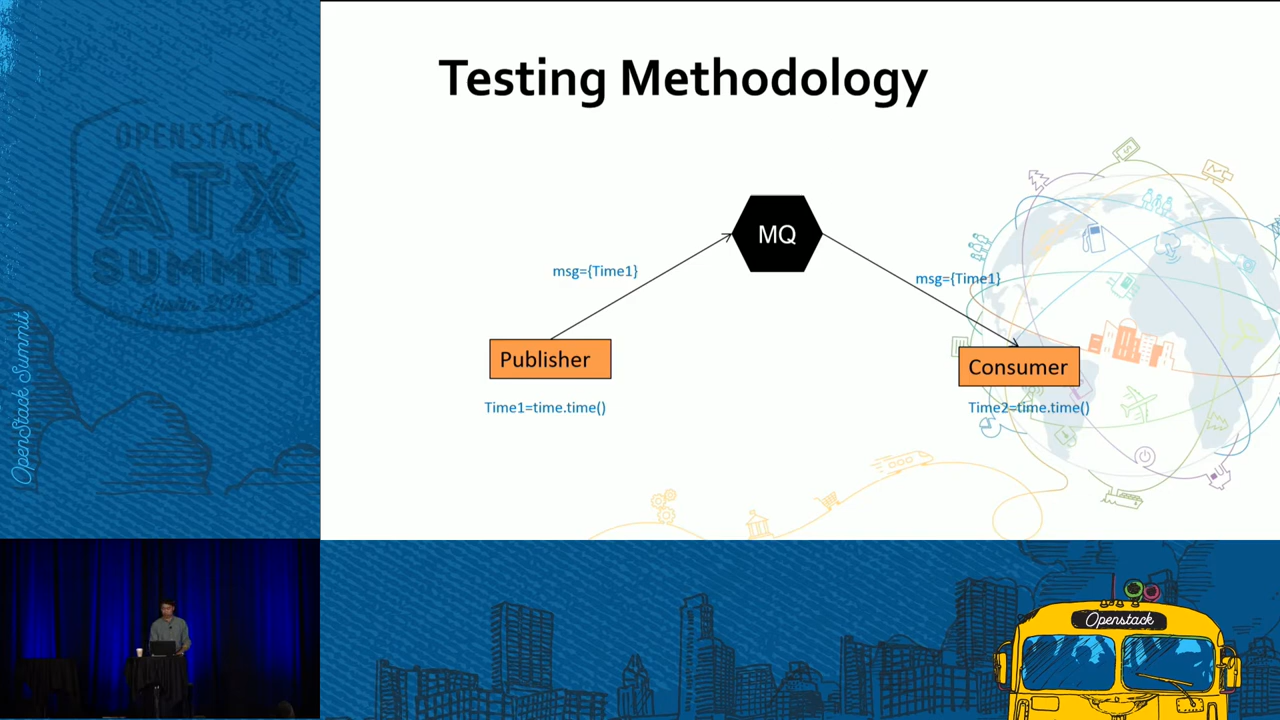 OPENSTACK
ATX
SUMMIT
Austin
OpenStack Summit
Testing Methodology
MQ
msg={Time1}
msg={Time1}
Publisher
Consumer
Time1=time.time()
Time2=time.time()
Openstack